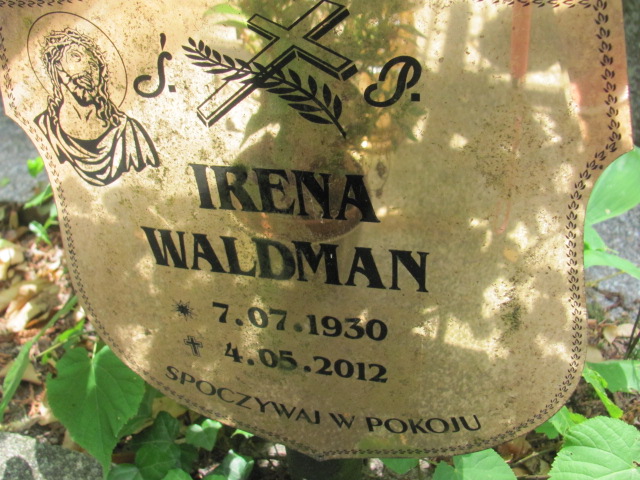 Ś. P.
IRENA
WALDMAN
7.07.1930
4.05.2012
SPOCZYWAJ W POKOJU